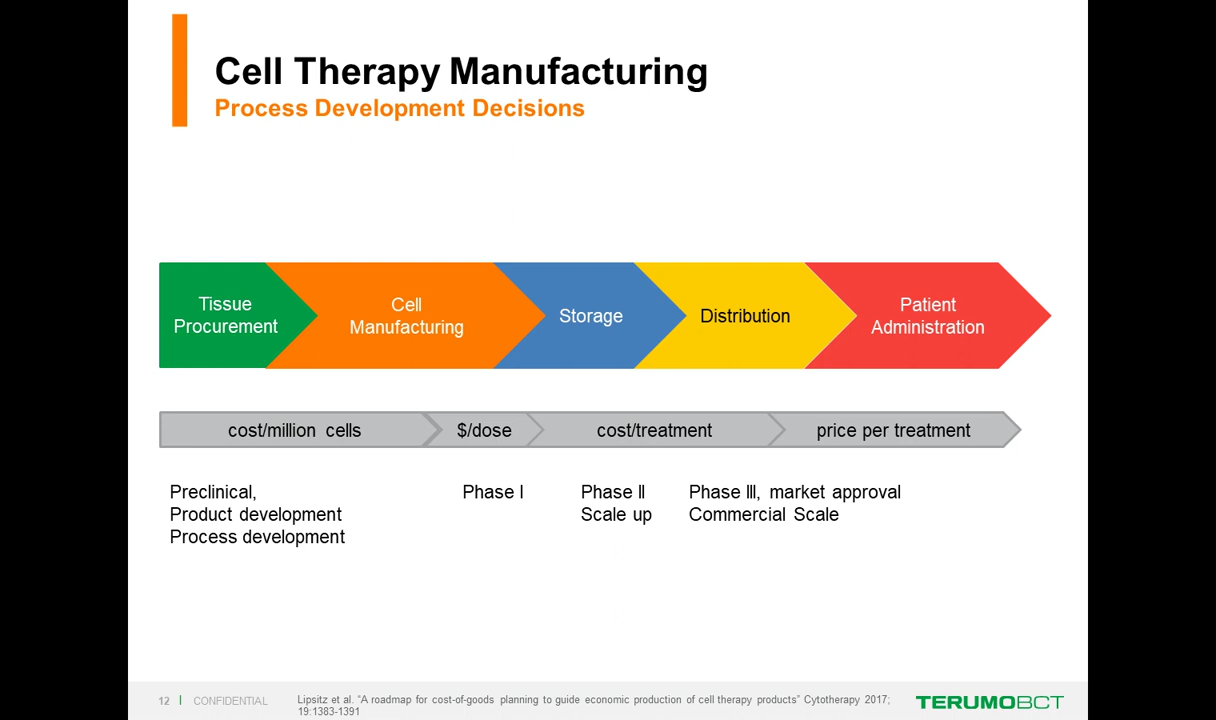 Cell Therapy Manufacturing
Process Development Decisions
Tissue
Procurement
Cell
Manufacturing
Storage
Distribution
Patient
Administration
cost/million cells
$/dose
cost/treatment
price per treatment
Preclinical,
Product development
Process development
Phase I
Phase II
Scale up
Phase III, market approval
Commercial Scale
12 | CONFIDENTIAL
Lipsitz et al. “A roadmap for cost-of-goods planning to guide economic production of cell therapy products” Cytotherapy 2017;
19:1383-1391
TERUMOBCT